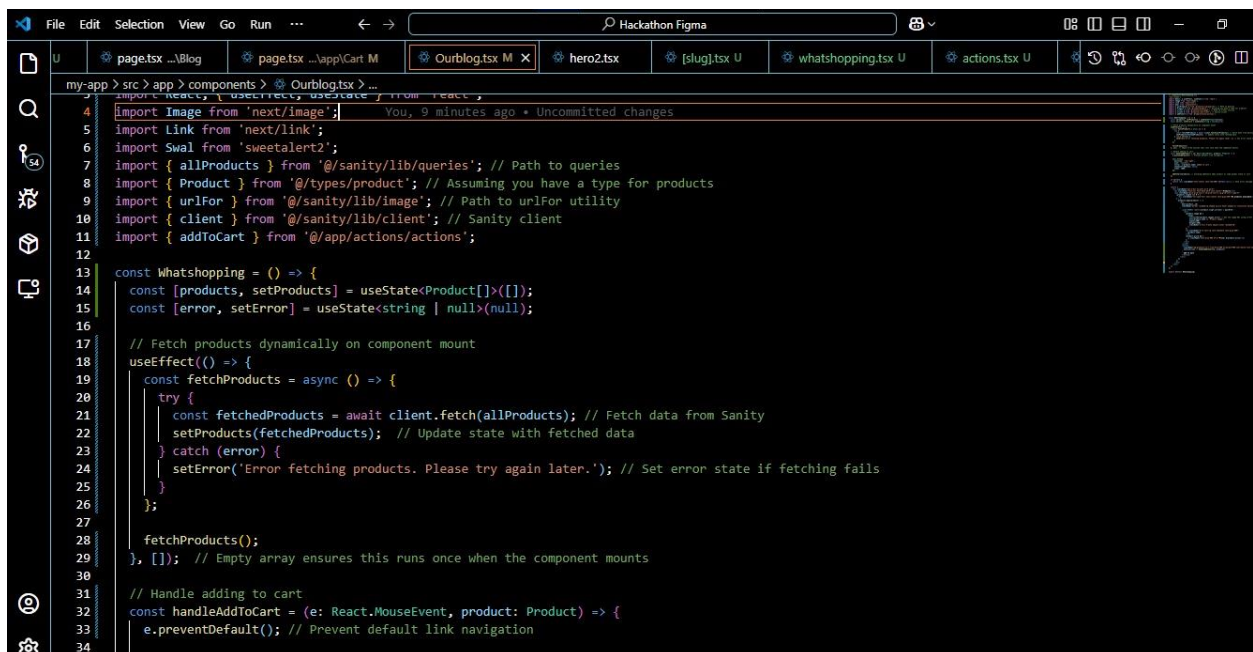 File Edit Selection View Go Run ... Hackathon Figma
U page.tsx ...\Blog page.tsx ...\app\Cart M Ourblog.tsx M hero2.tsx [slug].tsx U whatshopping.tsx U actions.tsx U
my-app > src > app > components > Ourblog.tsx > ...
3 import React, { useEffect, useState } from 'react';
4 import Image from 'next/image'; You, 9 minutes ago • Uncommitted changes
5 import Link from 'next/link';
6 import Swal from 'sweetalert2';
7 import { allProducts } from '@/sanity/lib/queries'; // Path to queries
8 import { Product } from '@/types/product'; // Assuming you have a type for products
9 import { urlFor } from '@/sanity/lib/image'; // Path to urlFor utility
10 import { client } from '@/sanity/lib/client'; // Sanity client
11 import { addToCart } from '@/app/actions/actions';
12
13 const Whatshopping = () => {
14 const [products, setProducts] = useState<Product[]>([]);
15 const [error, setError] = useState<string | null>(null);
16
17 // Fetch products dynamically on component mount
18 useEffect(() => {
19 const fetchProducts = async () => {
20 try {
21 const fetchedProducts = await client.fetch(allProducts); // Fetch data from Sanity
22 setProducts(fetchedProducts); // Update state with fetched data
23 } catch (error) {
24 setError('Error fetching products. Please try again later.'); // Set error state if fetching fails
25 }
26 };
27
28 fetchProducts();
29 }, []); // Empty array ensures this runs once when the component mounts
30
31 // Handle adding to cart
32 const handleAddToCart = (e: React.MouseEvent, product: Product) => {
33 e.preventDefault(); // Prevent default link navigation
34
54